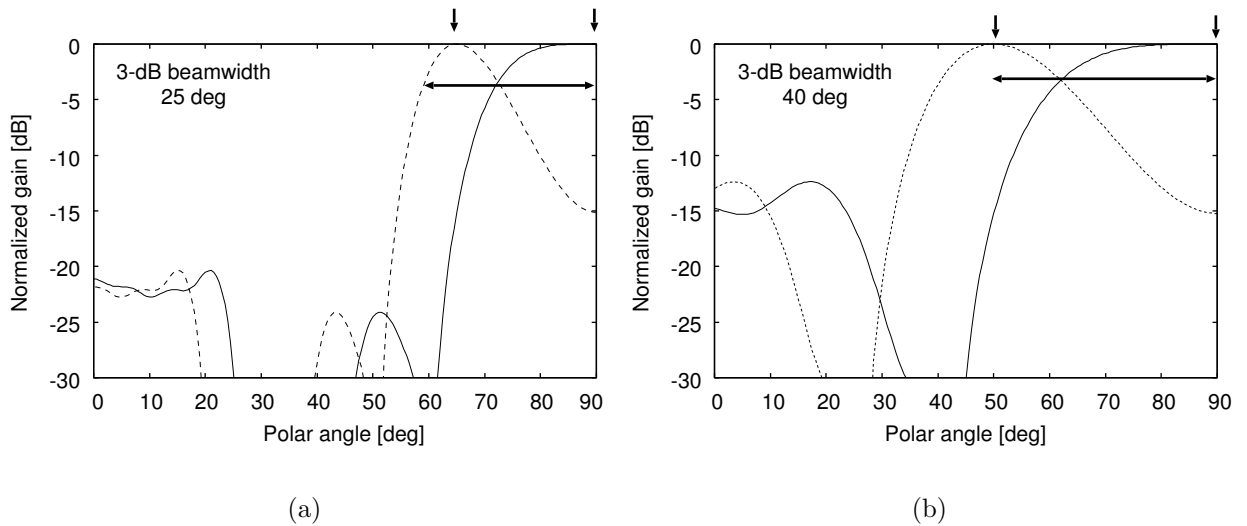 3-dB beamwidth
25 deg
Normalized gain [dB]
0
-5
-10
-15
-20
-25
-30
0 10 20 30 40 50 60 70 80 90
Polar angle [deg]
(a)
3-dB beamwidth
40 deg
Normalized gain [dB]
0
-5
-10
-15
-20
-25
-30
0 10 20 30 40 50 60 70 80 90
Polar angle [deg]
(b)